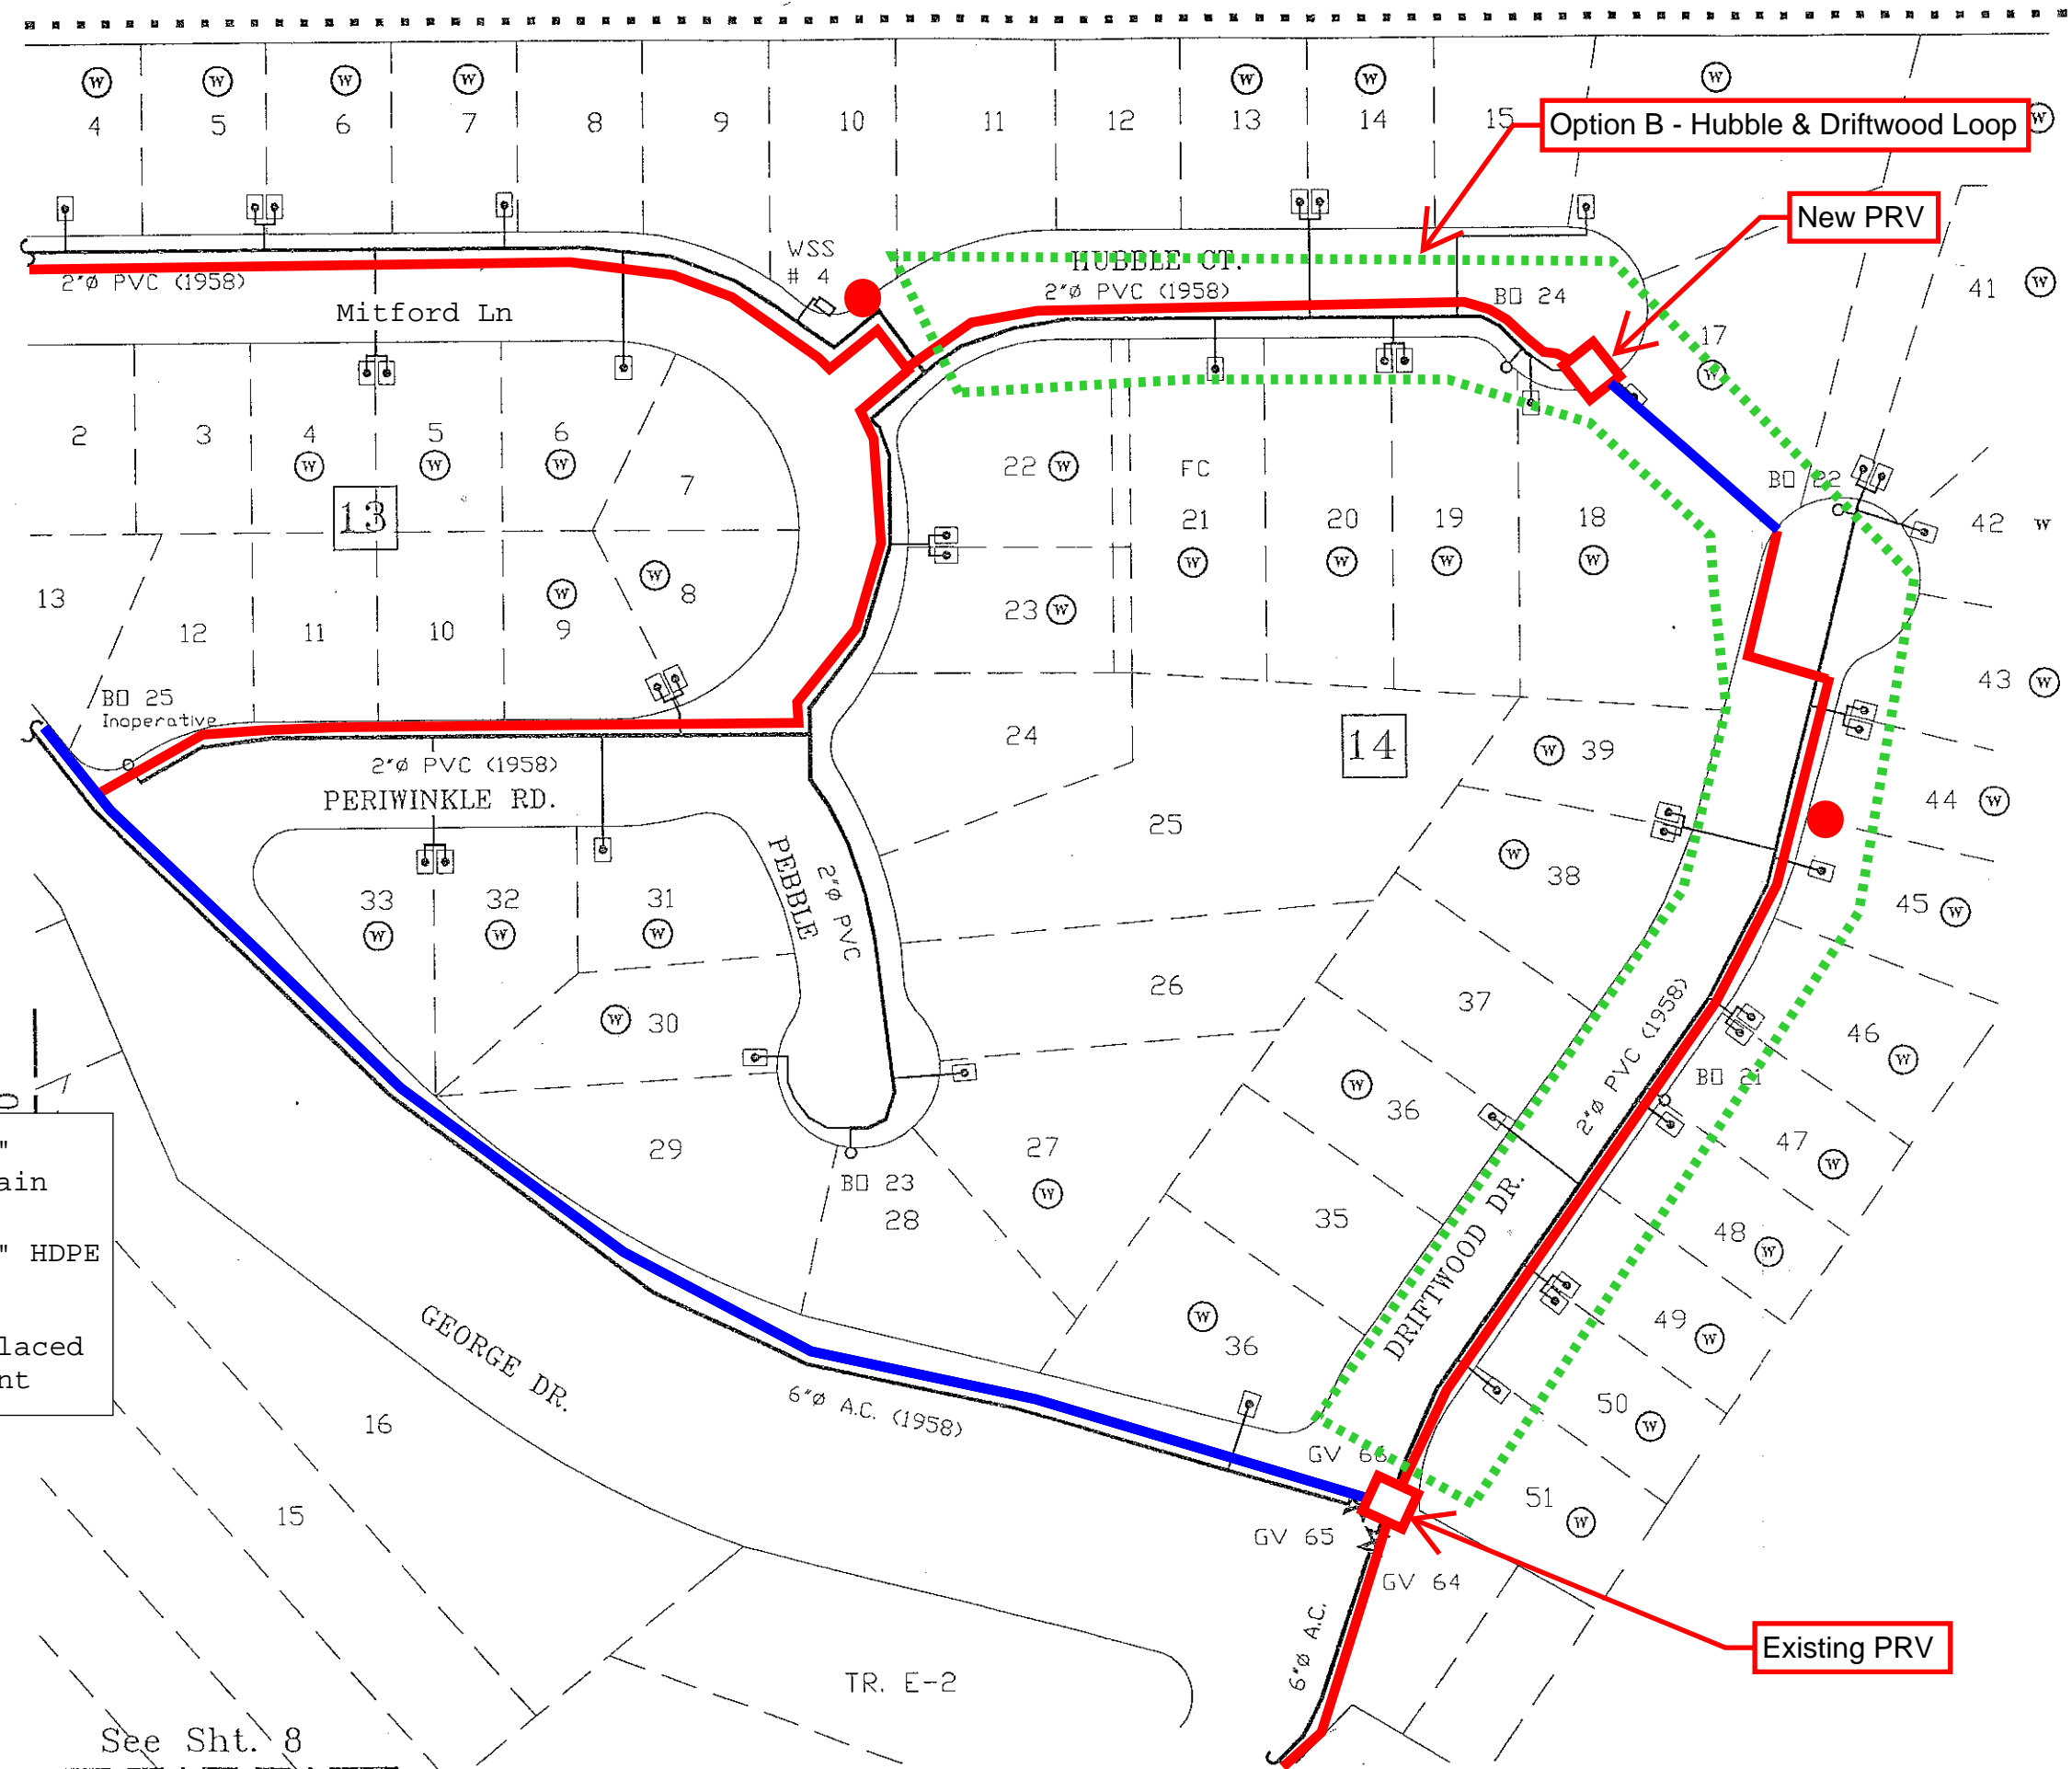 4
5
6
7
8
9
10
11
12
13
14
15
W
W
W
W
W
W
W
W
Option B - Hubble & Driftwood Loop
New PRV
WSS
# 4
2"ø PVC (1958)
Mitford Ln
HUBBLE CT.
2"ø PVC (1958)
BO 24
17
W
41
W
2
3
4
W
5
W
6
W
7
13
22 W
FC
21
W
20
W
19
W
18
W
BO 22
42 W
13
12
11
10
W
9
W
8
23 W
43 W
BO 25
Inoperative
24
14
W 39
2"ø PVC (1958)
PERIWINKLE RD.
PEBBLE
2"ø PVC
25
W
38
44 W
45 W
33
W
32
W
31
W
W 30
26
37
2"ø PVC (1958)
46
W
29
BO 23
28
27
W
W
36
35
BO 21
47
W
48
W
DRIFTWOOD DR.
"
ain
" HDPE
laced
nt
GEORGE DR.
6"ø A.C. (1958)
W
36
49
W
50
W
GV 66
51
W
16
15
GV 65
GV 64
6"ø A.C.
Existing PRV
TR. E-2
See Sht. 8